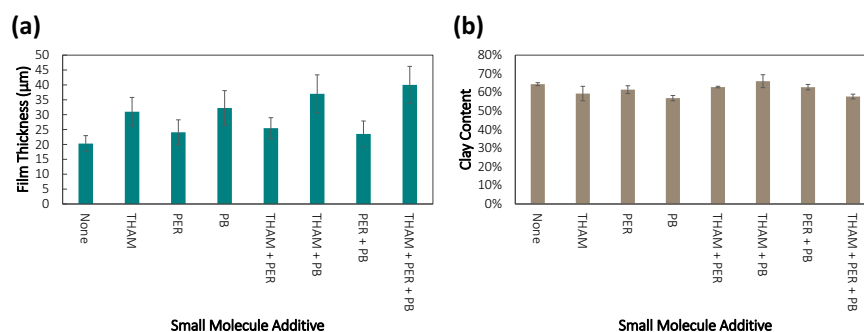 (a)
Film Thickness (µm)
50
45
40
35
30
25
20
15
10
5
0
None
THAM
PER
PB
THAM + PER
THAM + PB
PER + PB
THAM +
PER + PB
Small Molecule Additive
(b)
Clay Content
80%
70%
60%
50%
40%
30%
20%
10%
0%
None
THAM
PER
PB
THAM + PER
THAM + PB
PER + PB
THAM +
PER + PB
Small Molecule Additive